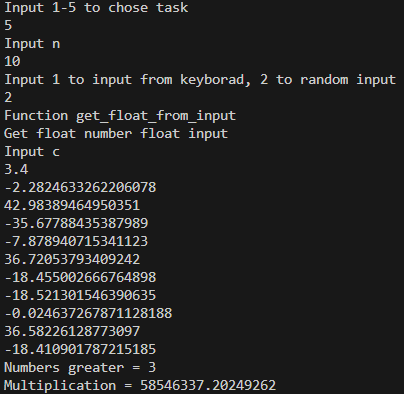 Input 1-5 to chose task
5
Input n
10
Input 1 to input from keyborad, 2 to random input
2
Function get_float_from_input
Get float number float input
Input c
3.4
-2.2824633262206078
42.98389464950351
-35.67788435387989
-7.878940715341123
36.72053793409242
-18.455002666764898
-18.521301546390635
-0.024637267871128188
36.58226128773097
-18.410901787215185
Numbers greater = 3
Multiplication = 58546337.20249262